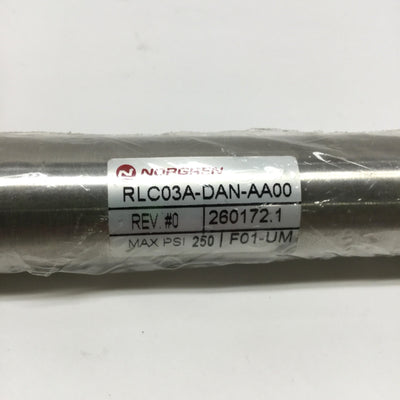 NORGREN
RLC03A-DAN-AA00
REV. #0 260172.1
MAX PSI 250 F01-UM